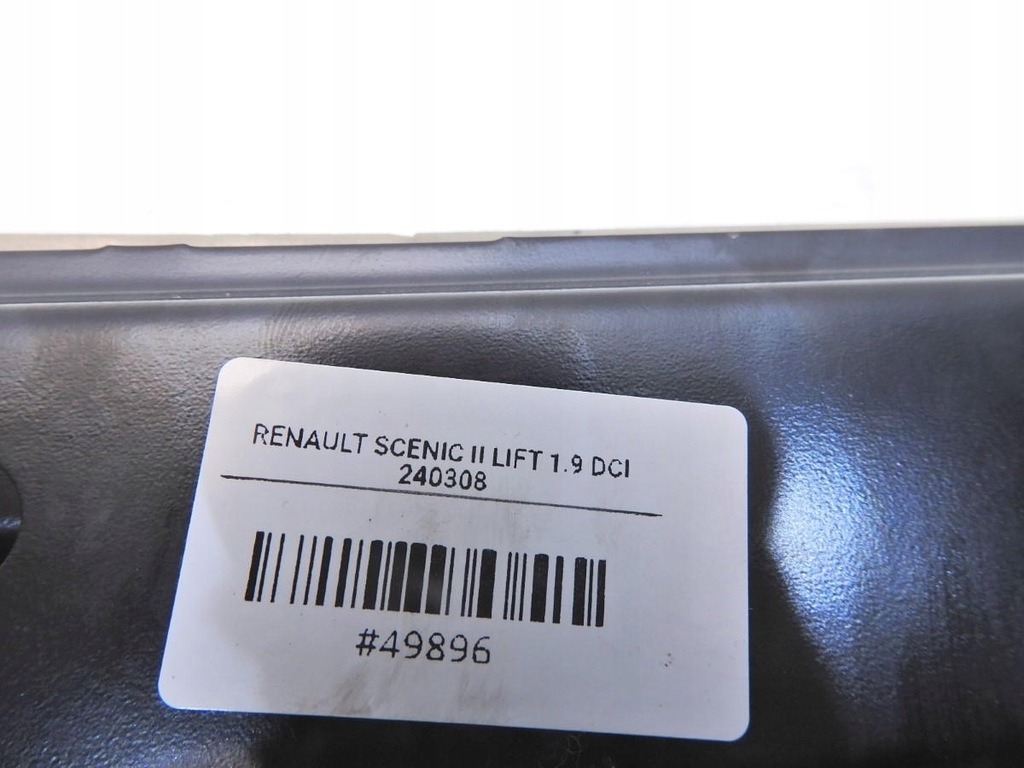 RENAULT SCENIC II LIFT 1.9 DCI
240308
#49896